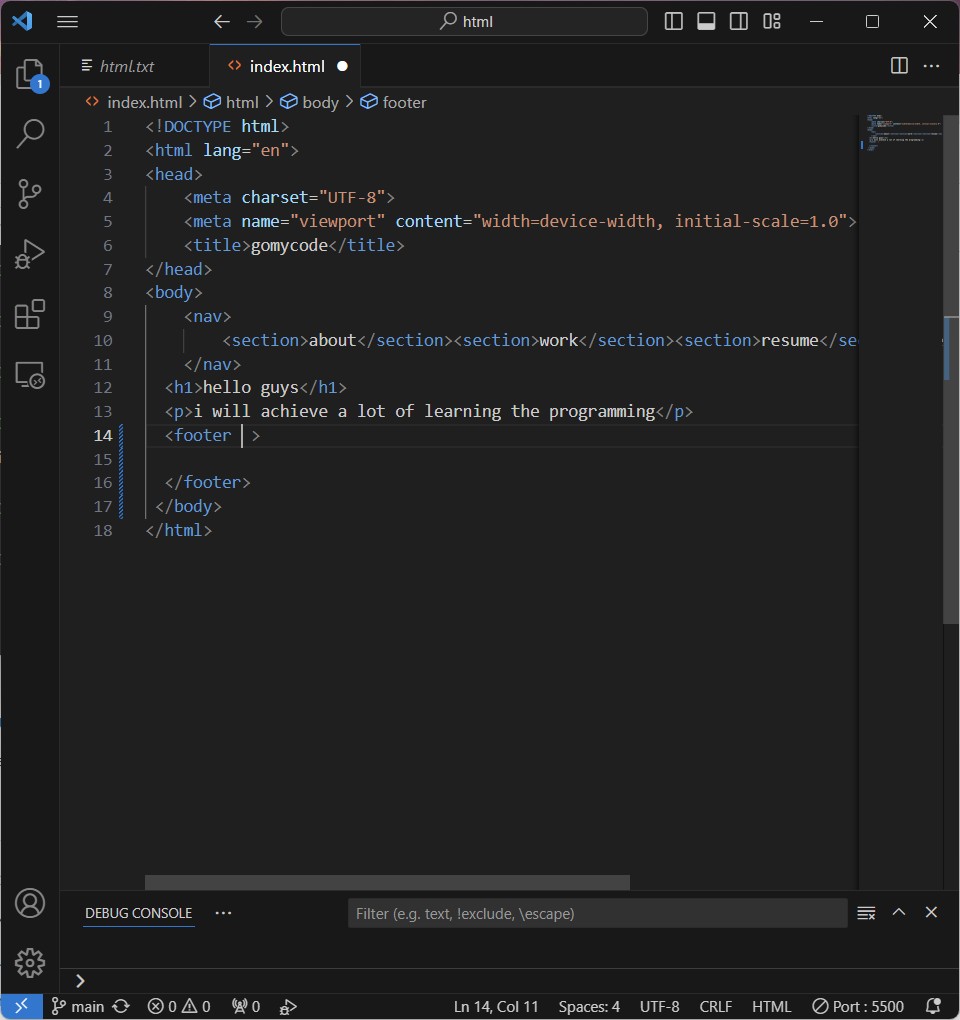 html
html.txt
index.html
1
index.html > html > body > footer
1 <!DOCTYPE html>
2 <html lang="en">
3 <head>
4 <meta charset="UTF-8">
5 <meta name="viewport" content="width=device-width, initial-scale=1.0">
6 <title>gomycode</title>
7 </head>
8 <body>
9 <nav>
10 <section>about</section><section>work</section><section>resume</se
11 </nav>
12 <h1>hello guys</h1>
13 <p>i will achieve a lot of learning the programming</p>
14 <footer >
15
16 </footer>
17 </body>
18 </html>
DEBUG CONSOLE
Filter (e.g. text, !exclude, \escape)
main 0 0 0 Ln 14, Col 11 Spaces: 4 UTF-8 CRLF HTML Port : 5500